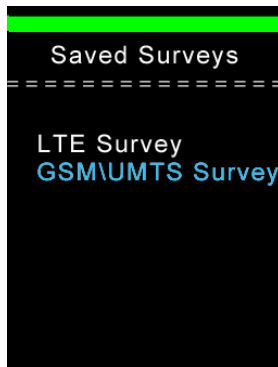 Saved Surveys
===============
LTE Survey
GSM\UMTS Survey